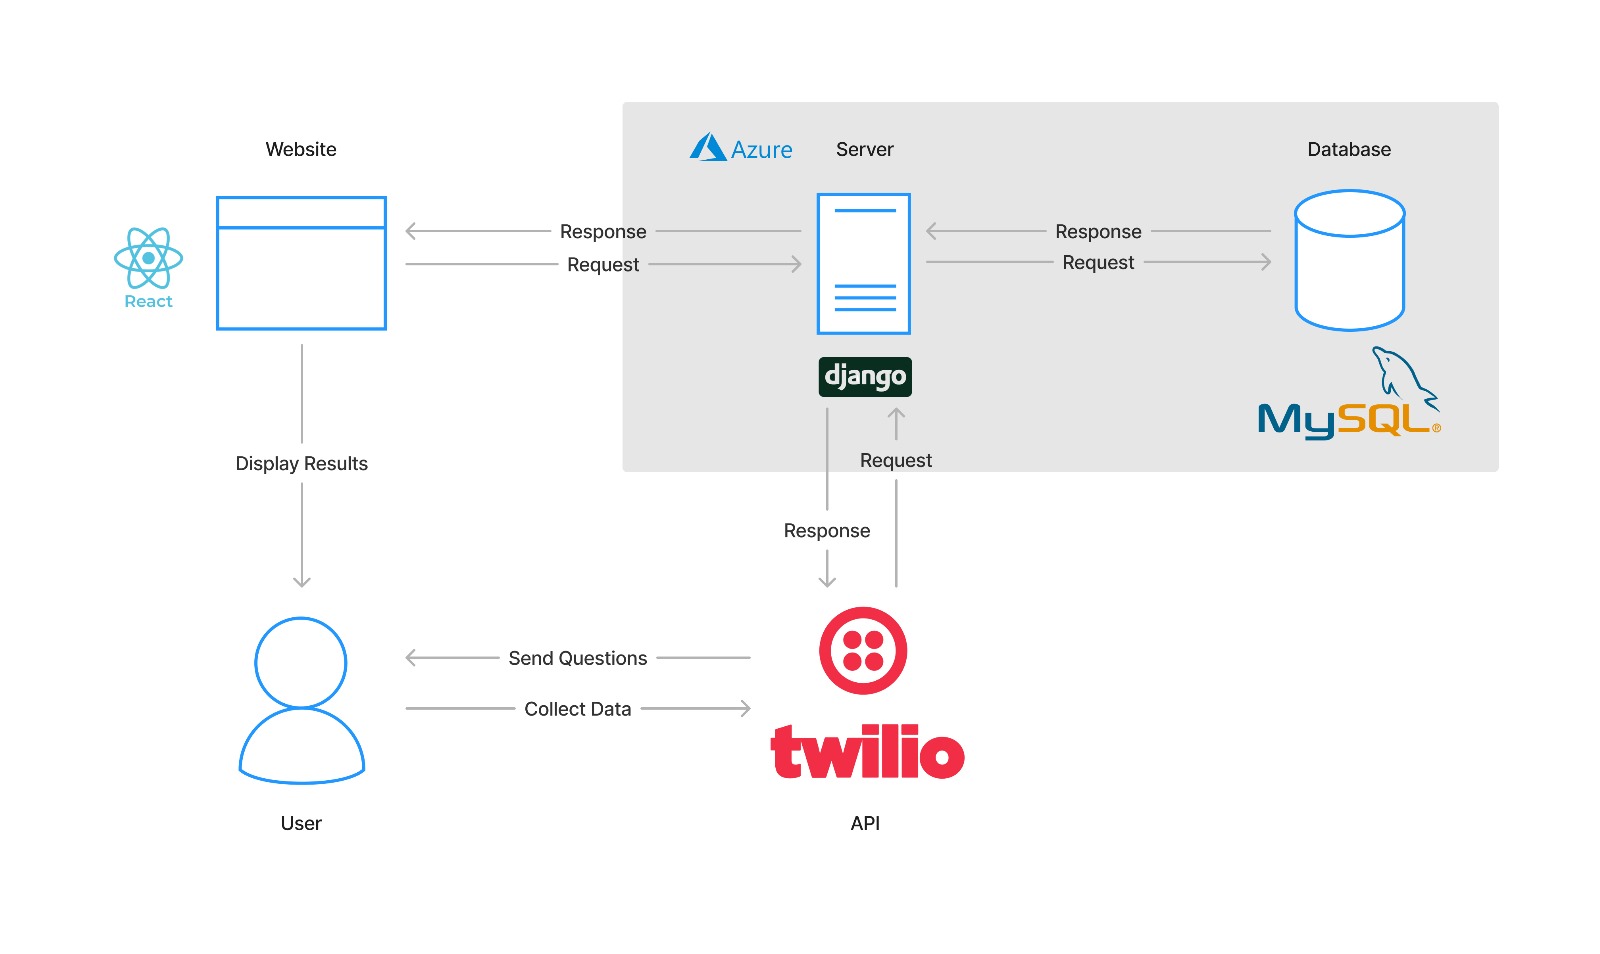 Website
Azure
Server
Database
React
Response
Request
Response
Request
django
MySQL®
Display Results
Request
Response
Send Questions
Collect Data
twilio
User
API